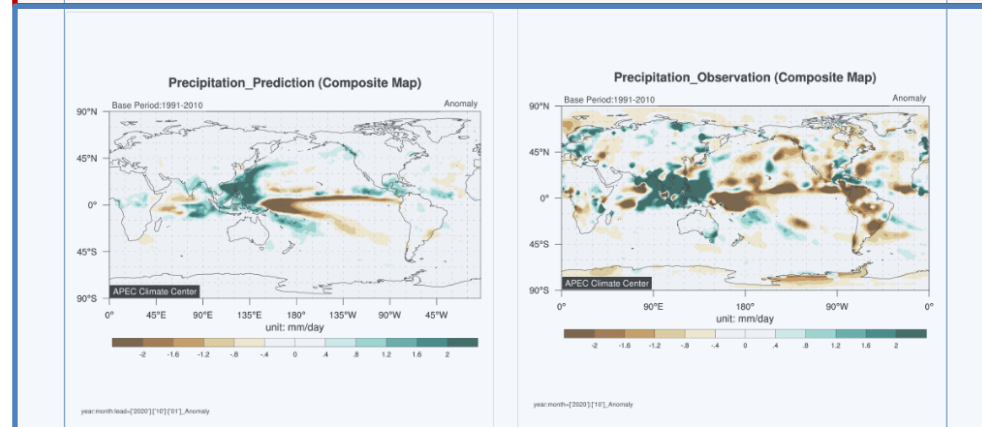 Precipitation_Prediction (Composite Map)
Base Period:1991-2010 Anomaly
90°N
45°N
0°
45°S
90°S
APEC Climate Center
0° 45°E 90°E 135°E 180° 135°W 90°W 45°W
unit: mm/day
-2 -1.6 -1.2 -.8 -.4 0 .4 .8 1.2 1.6 2
year:month:lead=['2020']:['10']:['01']_Anomaly
Precipitation_Observation (Composite Map)
Base Period:1991-2010 Anomaly
90°N
45°N
0°
45°S
90°S
APEC Climate Center
0° 90°E 180° 90°W 0°
unit: mm/day
-2 -1.6 -1.2 -.8 -.4 0 .4 .8 1.2 1.6 2
year:month=['2020']:['10']_Anomaly